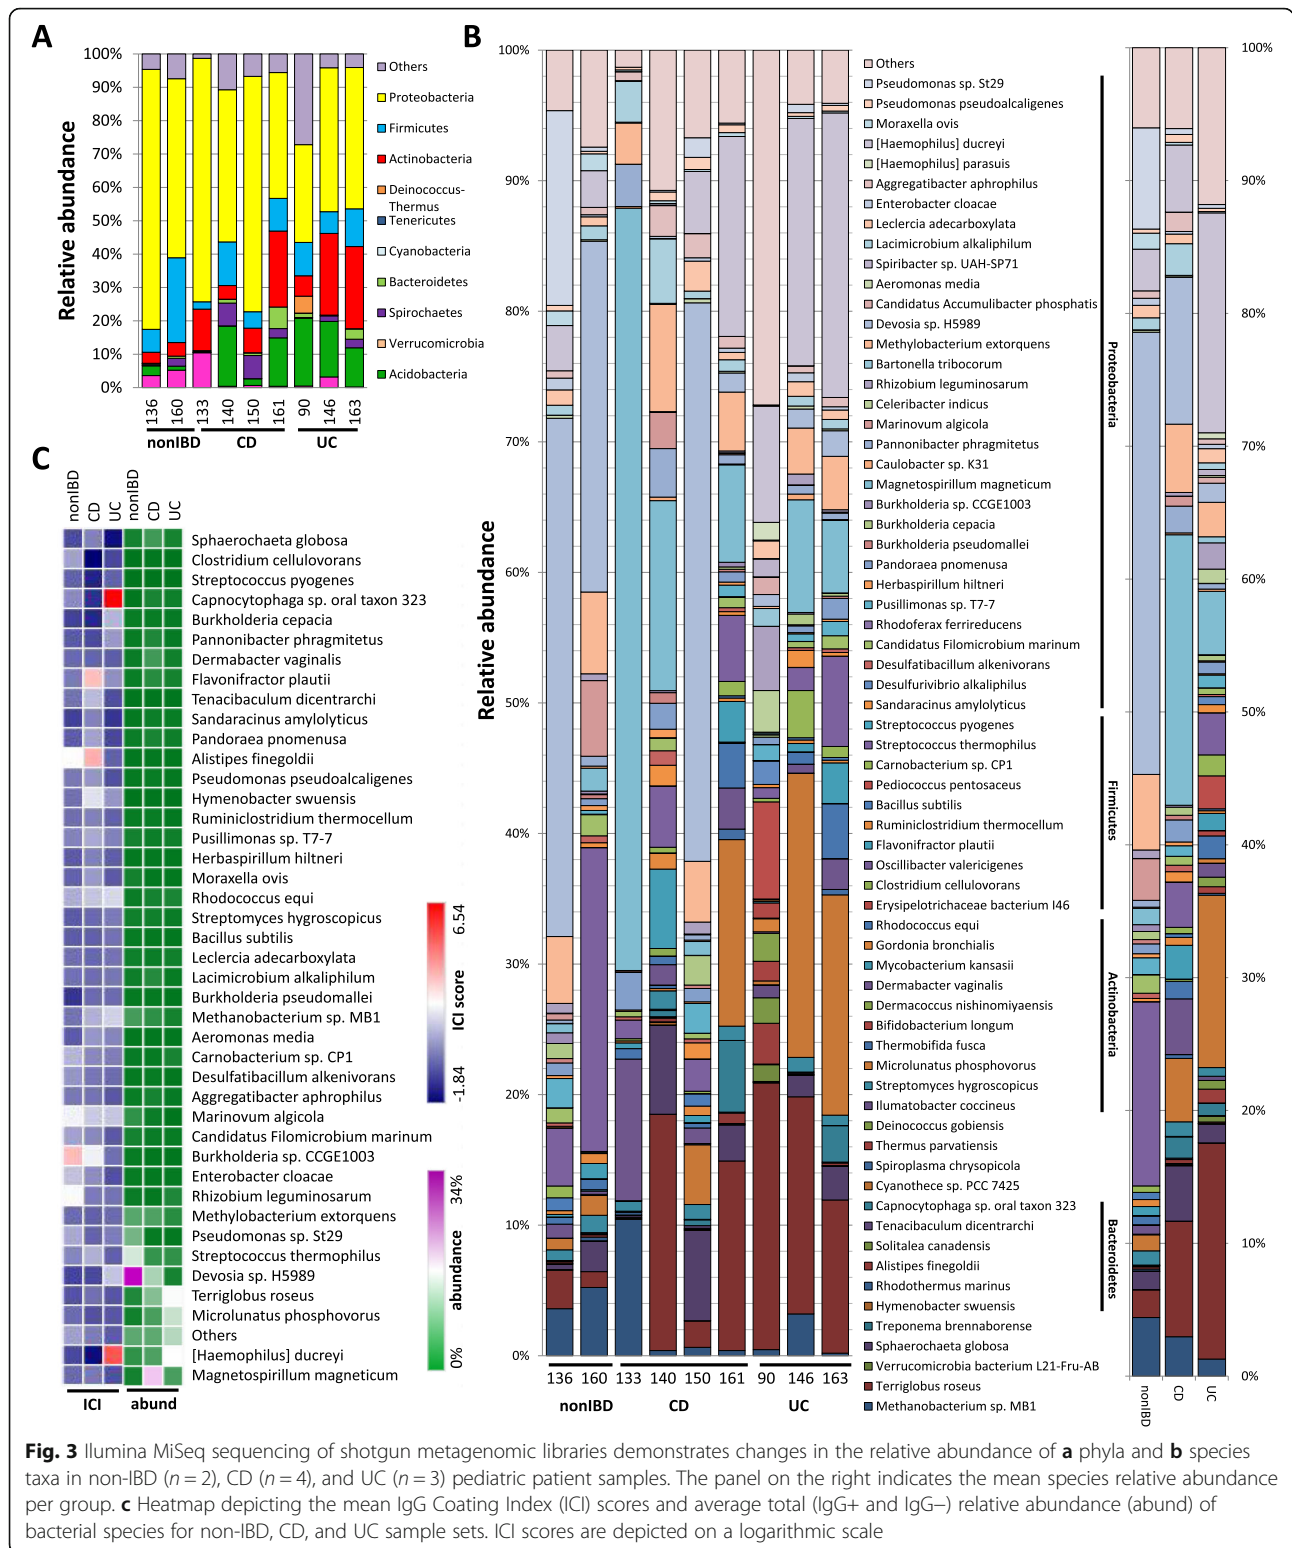 A
100%
90%
80%
70%
60%
50%
40%
30%
20%
10%
0%
Relative abundance
136
160
133
140
150
161
90
146
163
nonIBD
CD
UC
Others
Proteobacteria
Firmicutes
Actinobacteria
Deinococcus-
Thermus
Tenericutes
Cyanobacteria
Bacteroidetes
Spirochaetes
Verrucomicrobia
Acidobacteria
B
100%
90%
80%
70%
60%
50%
40%
30%
20%
10%
0%
Relative abundance
136
160
133
140
150
161
90
146
163
nonIBD
CD
UC
Others
Pseudomonas sp. St29
Pseudomonas pseudoalcaligenes
Moraxella ovis
[Haemophilus] ducreyi
[Haemophilus] parasuis
Aggregatibacter aphrophilus
Enterobacter cloacae
Leclercia adecarboxylata
Lacimicrobium alkaliphilum
Spiribacter sp. UAH-SP71
Aeromonas media
Candidatus Accumulibacter phosphatis
Devosia sp. H5989
Methylobacterium extorquens
Bartonella tribocorum
Rhizobium leguminosarum
Celeribacter indicus
Marinovum algicola
Pannonibacter phragmitetus
Caulobacter sp. K31
Magnetospirillum magneticum
Burkholderia sp. CCGE1003
Burkholderia cepacia
Burkholderia pseudomallei
Pandoraea pnomenusa
Herbaspirillum hiltneri
Pusillimonas sp. T7-7
Rhodoferax ferrireducens
Candidatus Filomicrobium marinum
Desulfatibacillum alkenivorans
Desulfurivibrio alkaliphilus
Sandaracinus amylolyticus
Streptococcus pyogenes
Streptococcus thermophilus
Carnobacterium sp. CP1
Pediococcus pentosaceus
Bacillus subtilis
Ruminiclostridium thermocellum
Flavonifractor plautii
Oscillibacter valericigenes
Clostridium cellulovorans
Erysipelotrichaceae bacterium I46
Rhodococcus equi
Gordonia bronchialis
Mycobacterium kansasii
Dermabacter vaginalis
Dermacoccus nishinomiyaensis
Bifidobacterium longum
Thermobifida fusca
Microlunatus phosphovorus
Streptomyces hygroscopicus
Ilumatobacter coccineus
Deinococcus gobiensis
Thermus parvatiensis
Spiroplasma chrysopicola
Cyanothece sp. PCC 7425
Capnocytophaga sp. oral taxon 323
Tenacibaculum dicentrarchi
Solitalea canadensis
Alistipes finegoldii
Rhodothermus marinus
Hymenobacter swuensis
Treponema brennaborense
Sphaerochaeta globosa
Verrucomicrobia bacterium L21-Fru-AB
Terriglobus roseus
Methanobacterium sp. MB1
Proteobacteria
Firmicutes
Actinobacteria
Bacteroidetes
100%
90%
80%
70%
60%
50%
40%
30%
20%
10%
0%
nonIBD
CD
UC
C
nonIBD
CD
UC
nonIBD
CD
UC
Sphaerochaeta globosa
Clostridium cellulovorans
Streptococcus pyogenes
Capnocytophaga sp. oral taxon 323
Burkholderia cepacia
Pannonibacter phragmitetus
Dermabacter vaginalis
Flavonifractor plautii
Tenacibaculum dicentrarchi
Sandaracinus amylolyticus
Pandoraea pnomenusa
Alistipes finegoldii
Pseudomonas pseudoalcaligenes
Hymenobacter swuensis
Ruminiclostridium thermocellum
Pusillimonas sp. T7-7
Herbaspirillum hiltneri
Moraxella ovis
Rhodococcus equi
Streptomyces hygroscopicus
Bacillus subtilis
Leclercia adecarboxylata
Lacimicrobium alkaliphilum
Burkholderia pseudomallei
Methanobacterium sp. MB1
Aeromonas media
Carnobacterium sp. CP1
Desulfatibacillum alkenivorans
Aggregatibacter aphrophilus
Marinovum algicola
Candidatus Filomicrobium marinum
Burkholderia sp. CCGE1003
Enterobacter cloacae
Rhizobium leguminosarum
Methylobacterium extorquens
Pseudomonas sp. St29
Streptococcus thermophilus
Devosia sp. H5989
Terriglobus roseus
Microlunatus phosphovorus
Others
[Haemophilus] ducreyi
Magnetospirillum magneticum
ICI
abund
6.54
ICI score
-1.84
34%
abundance
0%
Fig. 3 Ilumina MiSeq sequencing of shotgun metagenomic libraries demonstrates changes in the relative abundance of a phyla and b species
taxa in non-IBD (n = 2), CD (n = 4), and UC (n = 3) pediatric patient samples. The panel on the right indicates the mean species relative abundance
per group. c Heatmap depicting the mean IgG Coating Index (ICI) scores and average total (IgG+ and IgG−) relative abundance (abund) of
bacterial species for non-IBD, CD, and UC sample sets. ICI scores are depicted on a logarithmic scale